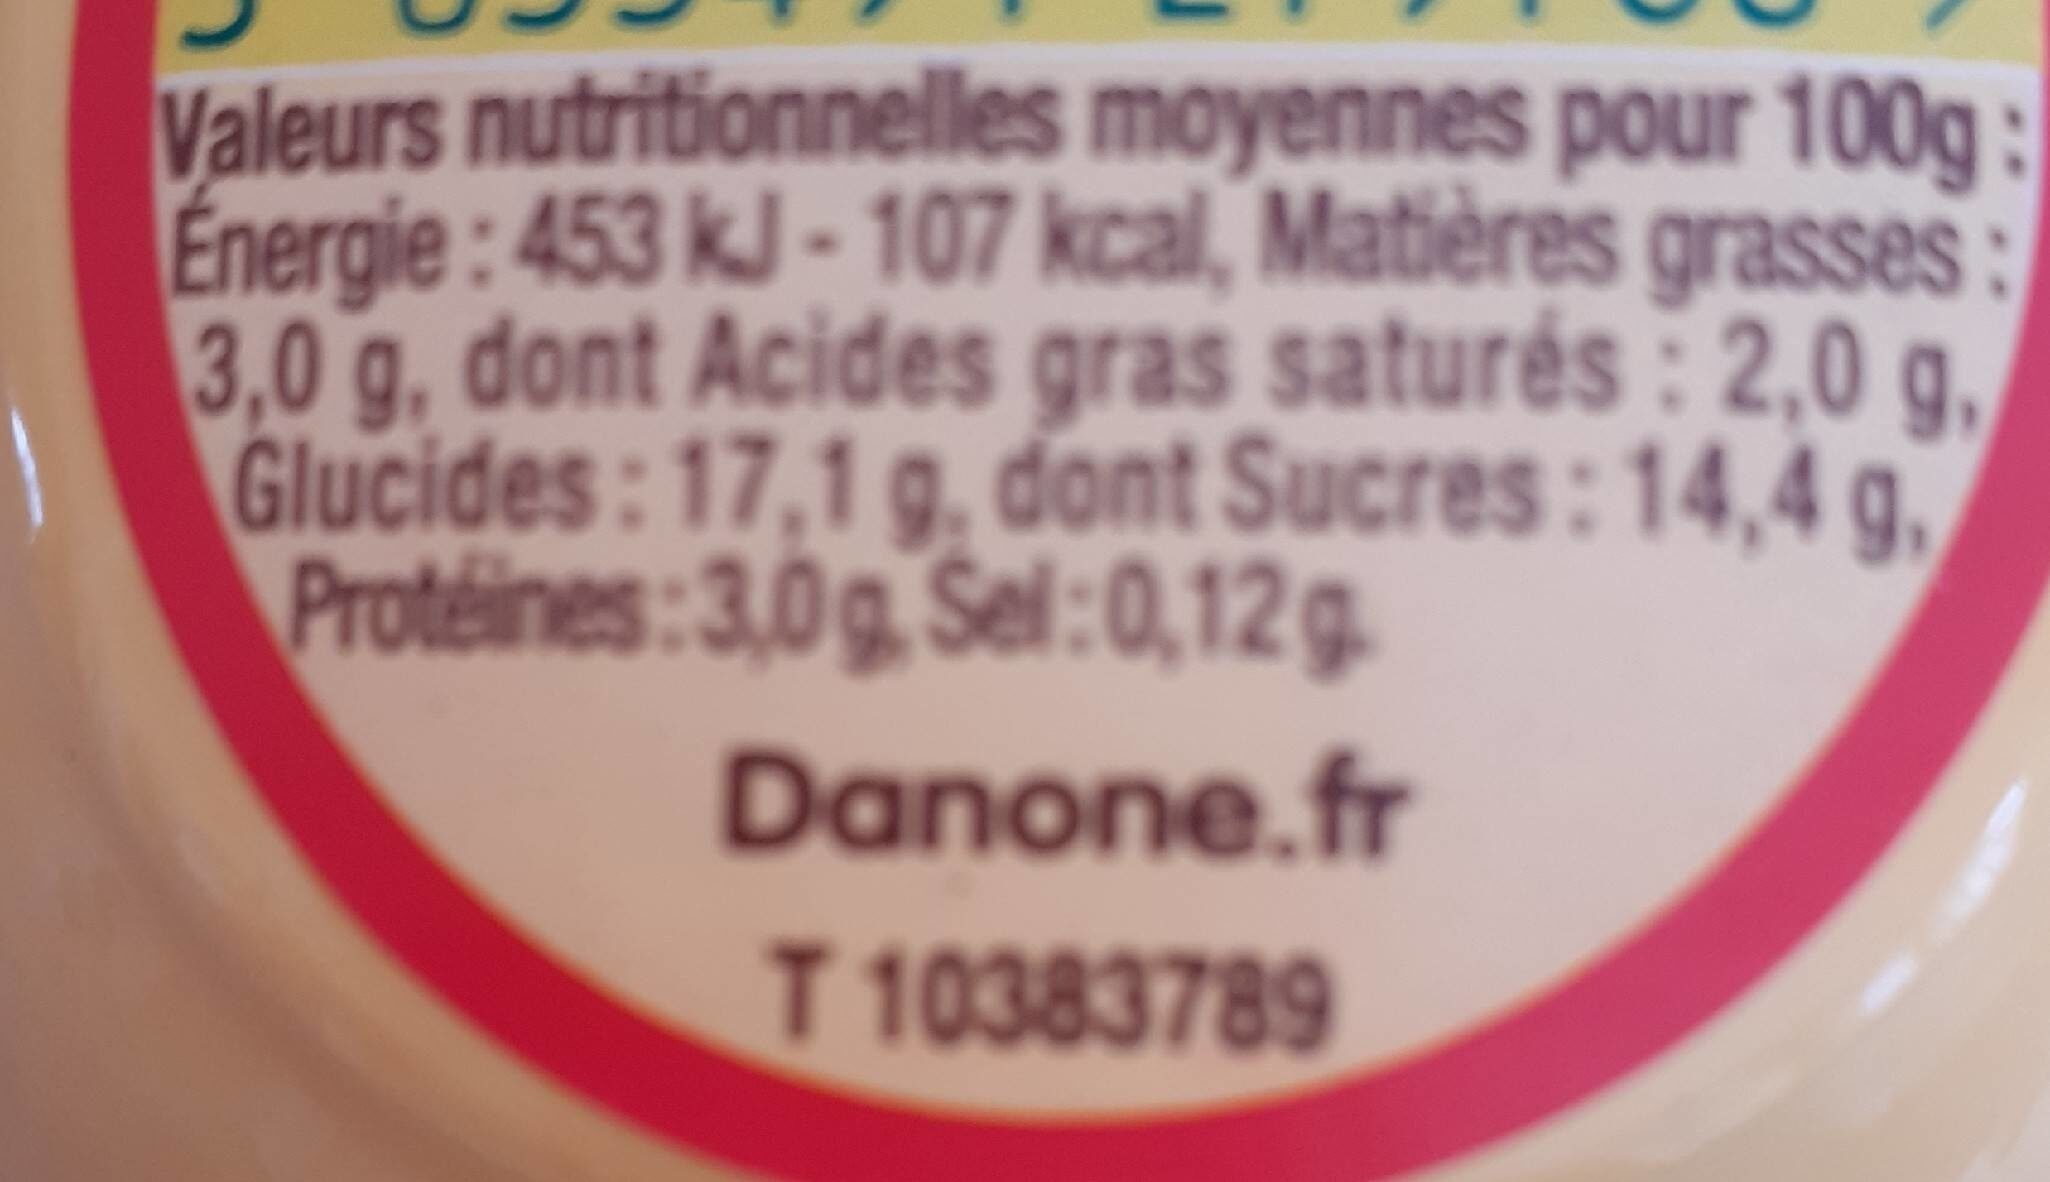 Valeurs nutritionnelles moyennes pour 100g :
Énergie : 453 kJ - 107 kcal, Matières grasses :
3,0 g, dont Acides gras saturés : 2,0 g,
Glucides : 17,1 g, dont Sucres : 14,4 g,
Protéines : 3,0 g, Sel : 0,12 g.
Danone.fr
T 10383789